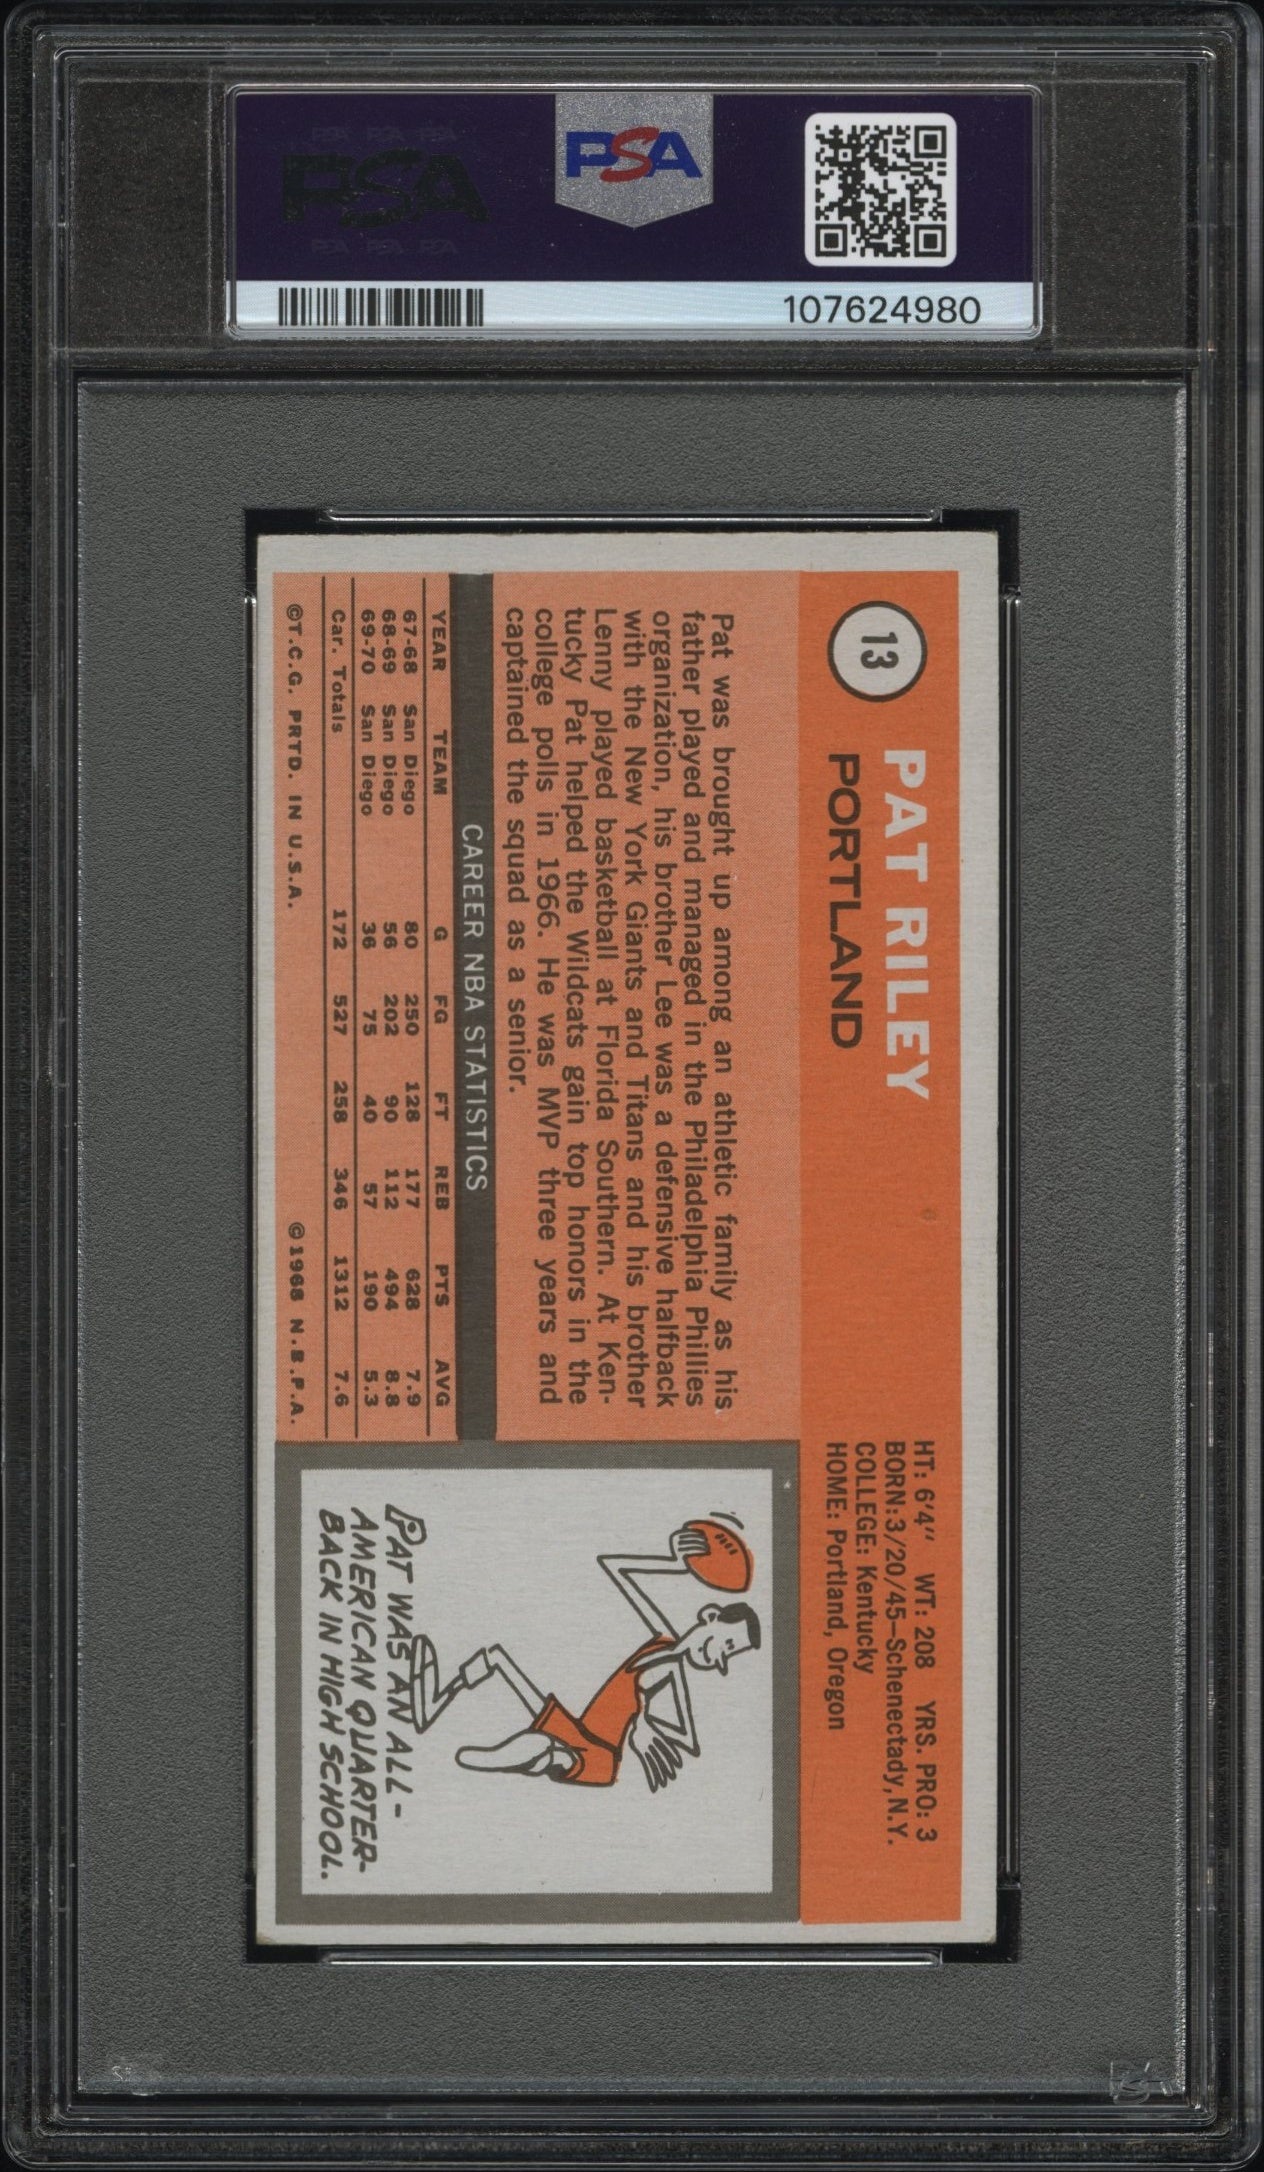 PSA PSA PSA
PSA
PSA PSA PSA
PSA
107624980
13
PAT RILEY
PORTLAND
HT: 6'4" WT: 208 YRS. PRO: 3
BORN: 3/20/45—Schenectady, N.Y.
COLLEGE: Kentucky
HOME: Portland, Oregon
Pat was brought up among an athletic family as his
father played and managed in the Philadelphia Phillies
organization, his brother Lee was a defensive halfback
with the New York Giants and Titans and his brother
Lenny played basketball at Florida Southern. At Ken-
tucky Pat helped the Wildcats gain top honors in the
college polls in 1966. He was MVP three years and
captained the squad as a senior.
CAREER NBA STATISTICS
YEAR TEAM G FG FT REB PTS AVG
67-68 San Diego 80 250 128 177 628 7.9
68-69 San Diego 56 202 90 112 494 8.8
69-70 San Diego 36 75 40 57 190 5.3
Car. Totals 172 527 258 346 1312 7.6
©T.C.G. PRTD. IN U.S.A. ©1968 N.B.P.A.
PAT WAS AN ALL-
AMERICAN QUARTER-
BACK IN HIGH SCHOOL.
PSA